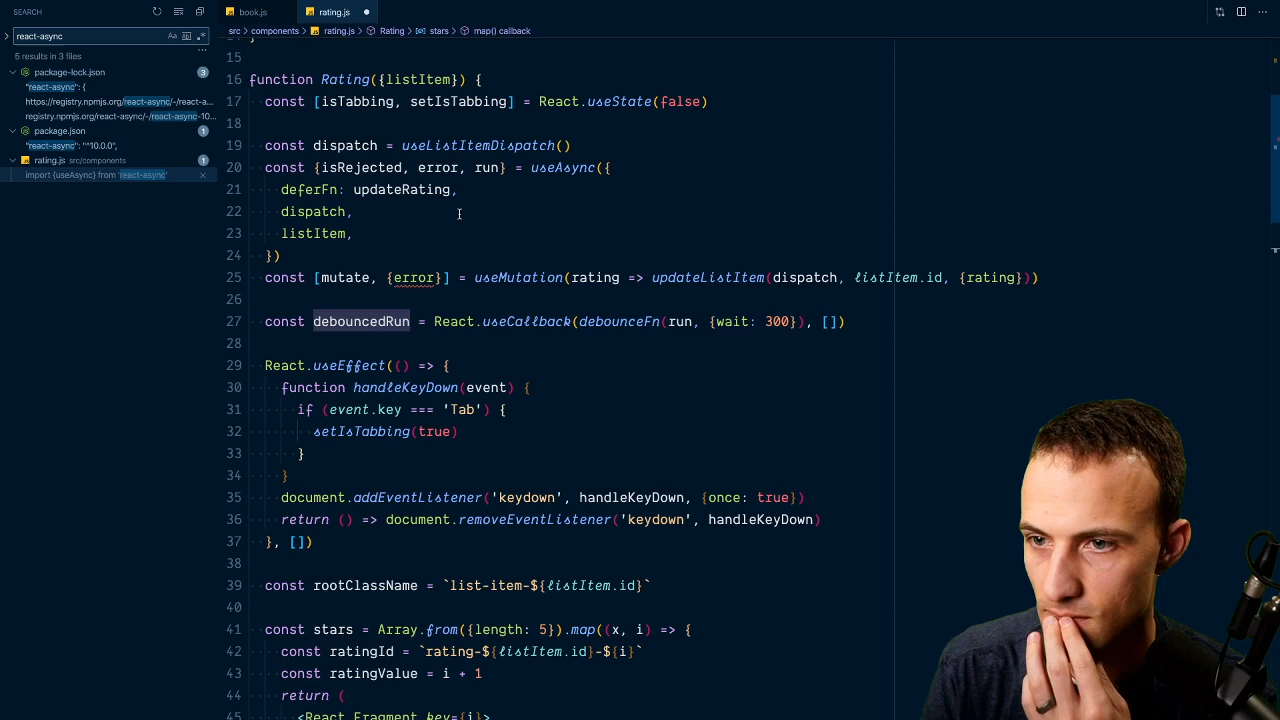 SEARCH
react-async
Aa
5 results in 3 files
package-lock.json 3
"react-async": {
https://registry.npmjs.org/react-async/-/react-a...
registry.npmjs.org/react-async/-/react-async-10...
package.json 1
"react-async": "^10.0.0",
rating.js src/components 1
import {useAsync} from 'react-async'
book.js
rating.js
src > components > rating.js > Rating > stars > map() callback
15
16 function Rating({listItem}) {
17 const [isTabbing, setIsTabbing] = React.useState(false)
18
19 const dispatch = useListItemDispatch()
20 const {isRejected, error, run} = useAsync({
21 deferFn: updateRating,
22 dispatch,
23 listItem,
24 })
25 const [mutate, {error}] = useMutation(rating => updateListItem(dispatch, listItem.id, {rating}))
26
27 const debouncedRun = React.useCallback(debounceFn(run, {wait: 300}), [])
28
29 React.useEffect(() => {
30 function handleKeyDown(event) {
31 if (event.key === 'Tab') {
32 setIsTabbing(true)
33 }
34 }
35 document.addEventListener('keydown', handleKeyDown, {once: true})
36 return () => document.removeEventListener('keydown', handleKeyDown)
37 }, [])
38
39 const rootClassName = `list-item-${listItem.id}`
40
41 const stars = Array.from({length: 5}).map((x, i) => {
42 const ratingId = `rating-${listItem.id}-${i}`
43 const ratingValue = i + 1
44 return (
45 <React.Fragment key={i}>